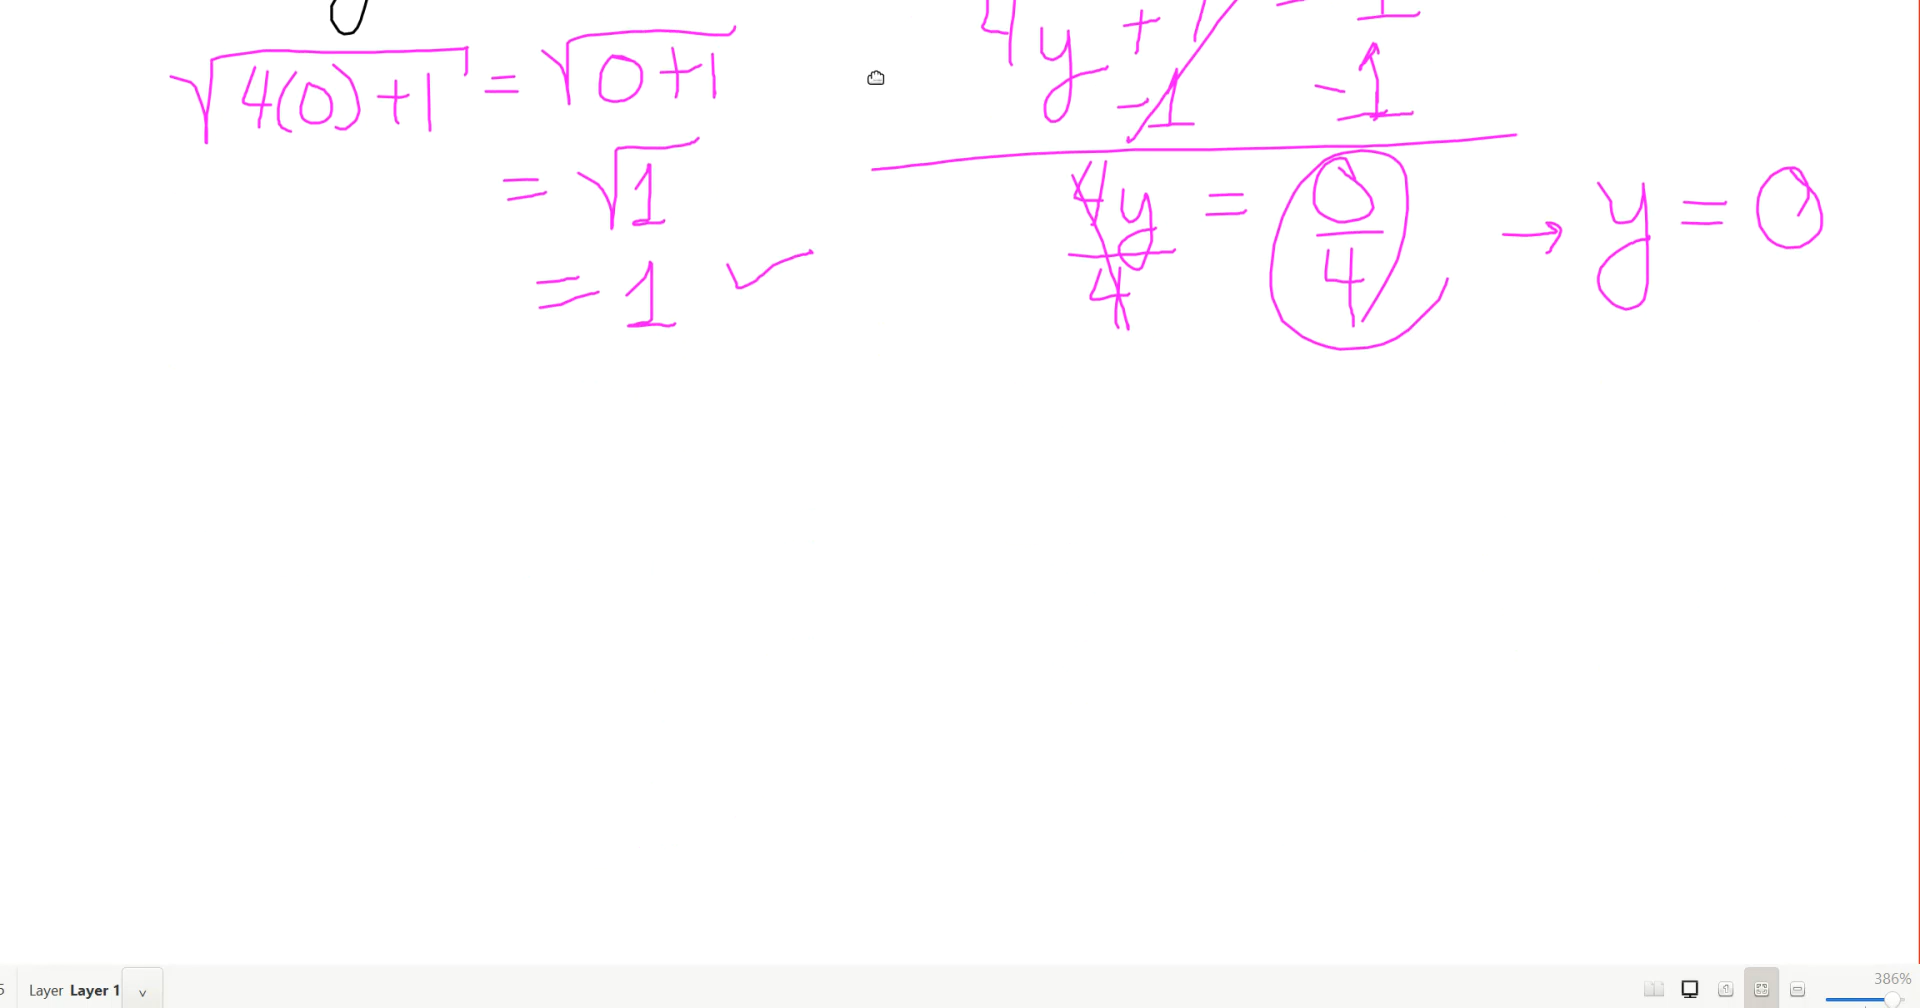 √(4(0)+1) = √(0+1)
4y + 1 = 1
-1 -1
= √1
4y/4 = 0/4 → y = 0
= 1 ✓
Layer Layer 1
386%